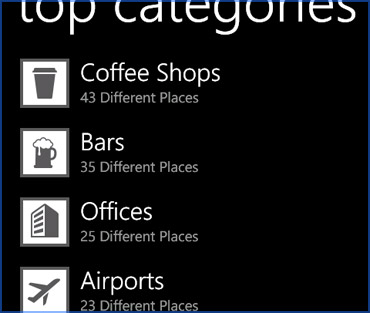 top categories
Coffee Shops
43 Different Places
Bars
35 Different Places
Offices
25 Different Places
Airports
23 Different Places